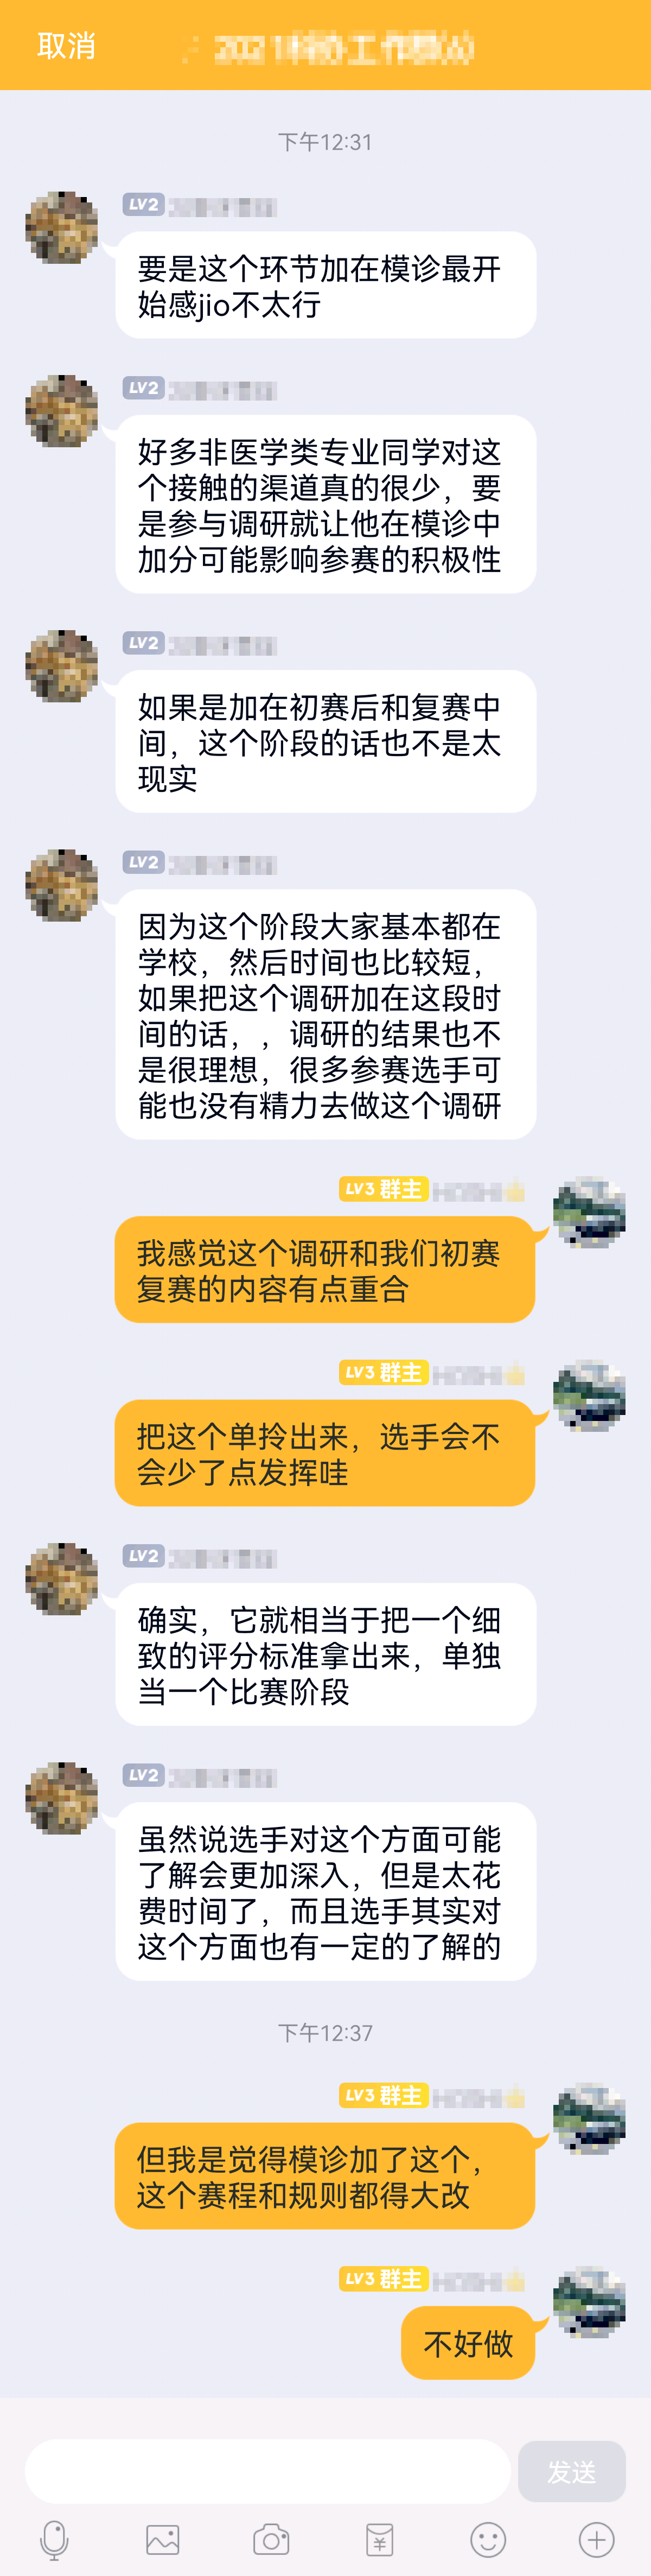 取消
下午12:31
LV2
要是这个环节加在模诊最开
始感jio不太行
LV2
好多非医学类专业同学对这
个接触的渠道真的很少，要
是参与调研就让他在模诊中
加分可能影响参赛的积极性
LV2
如果是加在初赛后和复赛中
间，这个阶段的话也不是太
现实
LV2
因为这个阶段大家基本都在
学校，然后时间也比较短，
如果把这个调研加在这段时
间的话，，调研的结果也不
是很理想，很多参赛选手可
能也没有精力去做这个调研
LV3 群主
我感觉这个调研和我们初赛
复赛的内容有点重合
LV3 群主
把这个单拎出来，选手会不
会少了点发挥哇
LV2
确实，它就相当于把一个细
致的评分标准拿出来，单独
当一个比赛阶段
LV2
虽然说选手对这个方面可能
了解会更加深入，但是太花
费时间了，而且选手其实对
这个方面也有一定的了解的
下午12:37
LV3 群主
但我是觉得模诊加了这个，
这个赛程和规则都得大改
LV3 群主
不好做
发送